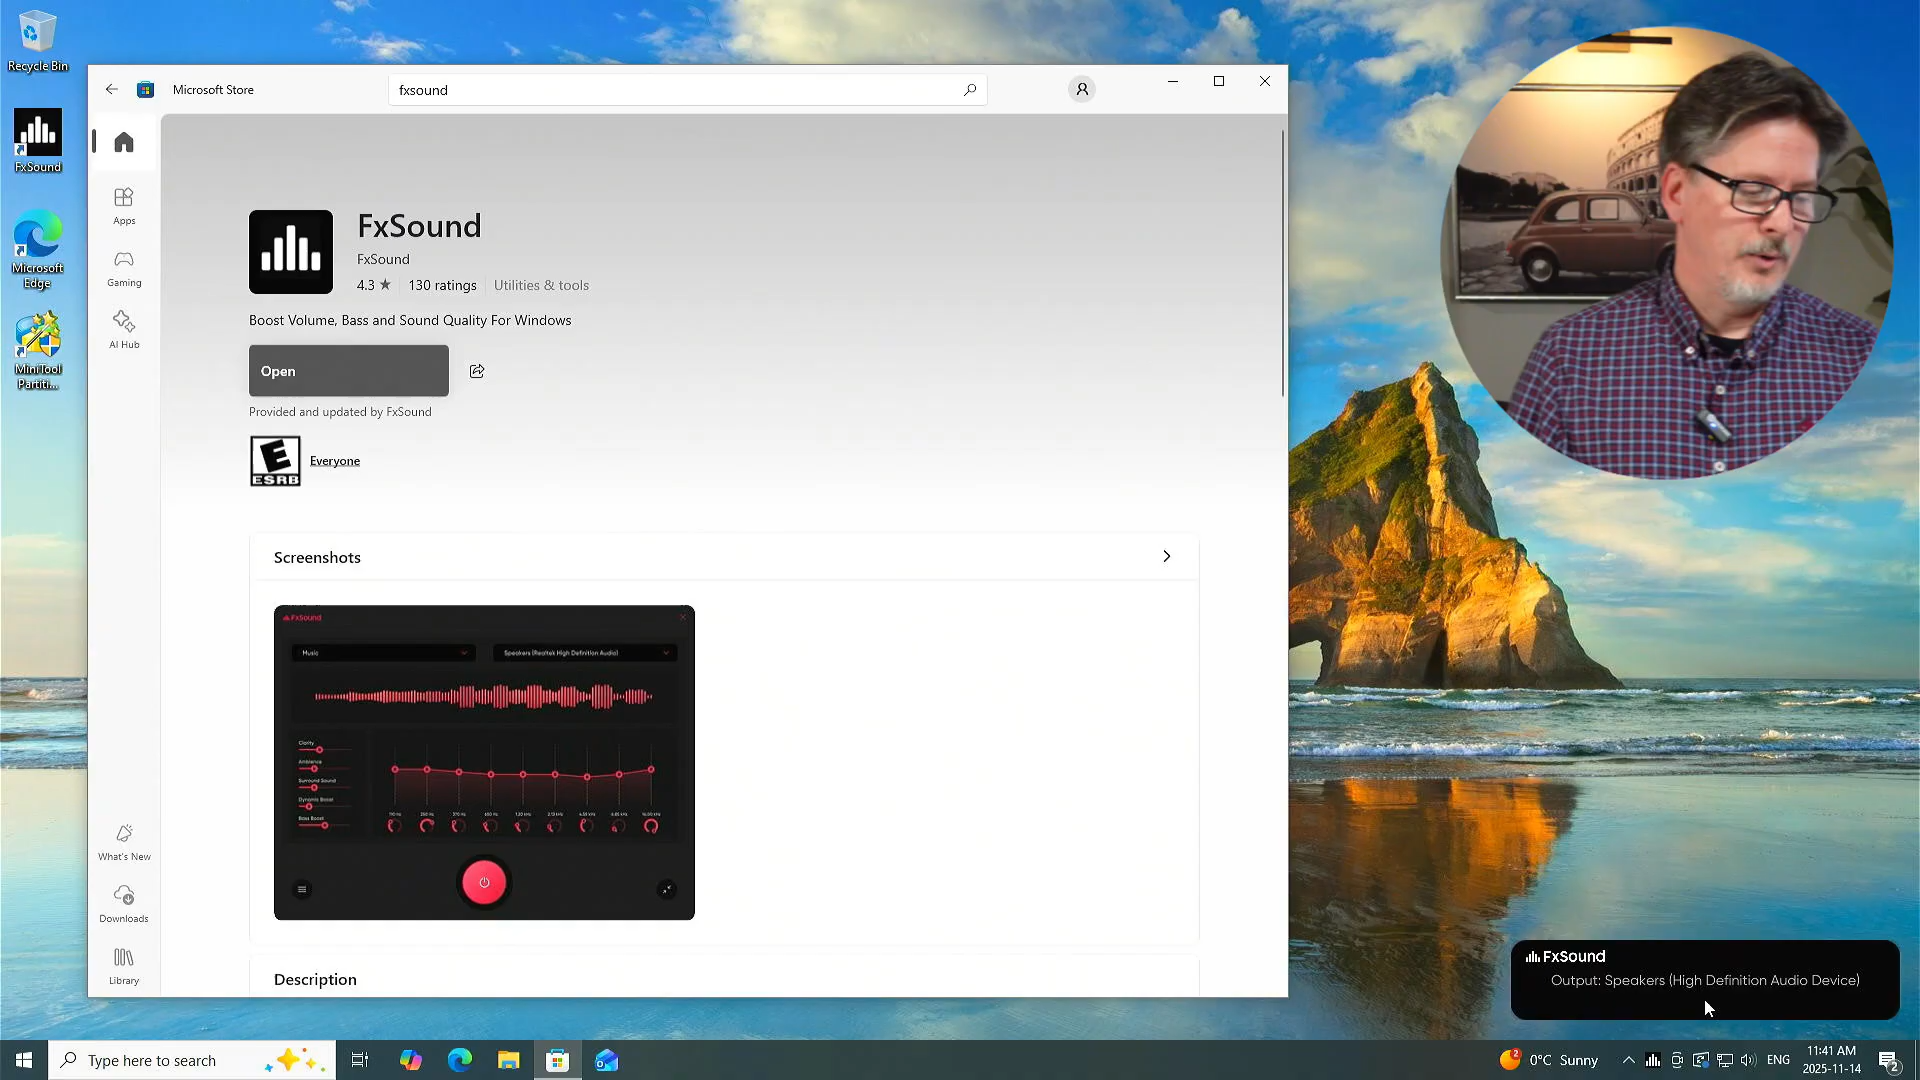 Recycle Bin
FxSound
Microsoft
Edge
MiniTool
Partiti...
Microsoft Store
fxsound
Apps
Gaming
AI Hub
What's New
Downloads
Library
FxSound
FxSound
4.3 ★ 130 ratings Utilities & tools
Boost Volume, Bass and Sound Quality For Windows
Open
Provided and updated by FxSound
E
ESRB
Everyone
Screenshots
FxSound
Music
Speakers (Realtek High Definition Audio)
Clarity
Ambience
Surround Sound
Dynamic Boost
Bass Boost
Description
FxSound
Output: Speakers (High Definition Audio Device)
Type here to search
2
0°C Sunny
ENG
11:41 AM
2025-11-14
2